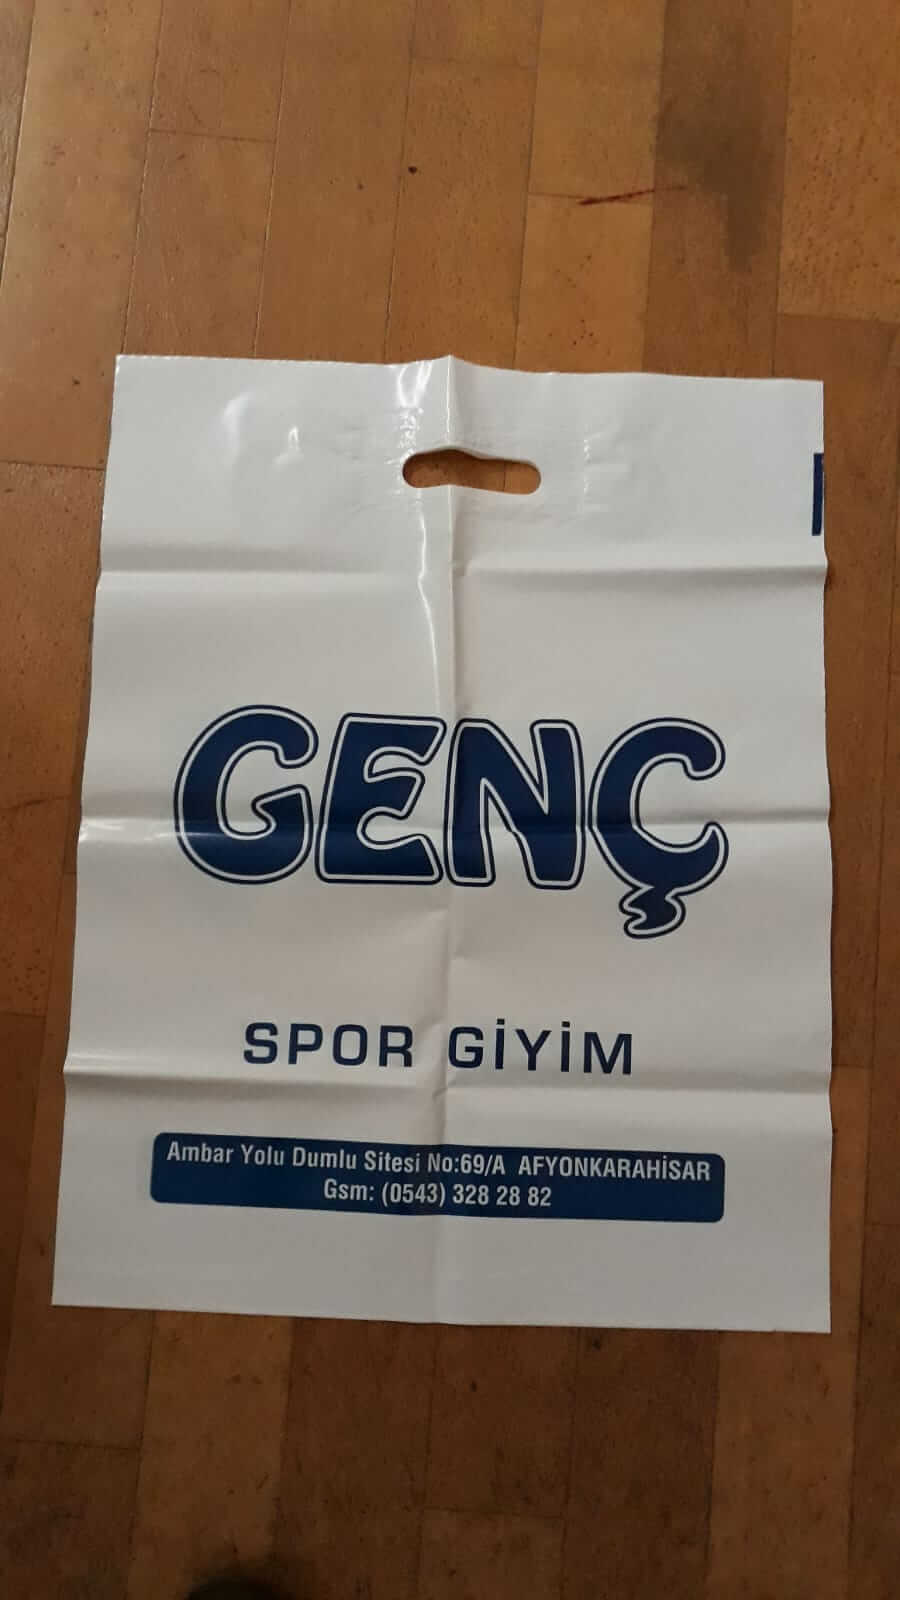 GENÇ
SPOR GİYİM
Ambar Yolu Dumlu Sitesi No:69/A AFYONKARAHİSAR
Gsm: (0543) 328 28 82